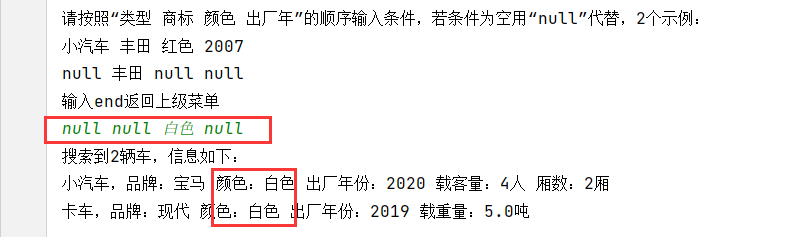 请按照“类型 商标 颜色 出厂年”的顺序输入条件，若条件为空用“null”代替，2个示例：
小汽车 丰田 红色 2007
null 丰田 null null
输入end返回上级菜单
null null 白色 null
搜索到2辆车，信息如下：
小汽车，品牌：宝马 颜色：白色 出厂年份：2020 载客量：4人 厢数：2厢
卡车，品牌：现代 颜色：白色 出厂年份：2019 载重量：5.0吨